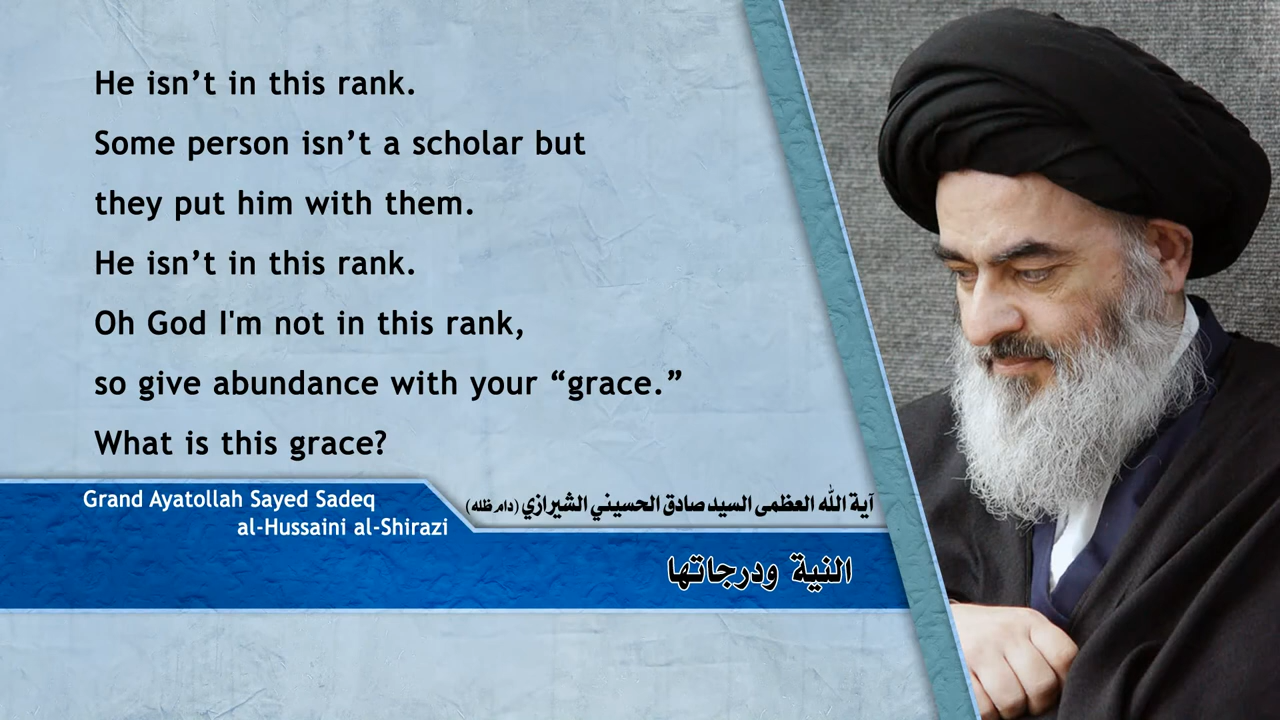 He isn’t in this rank.
Some person isn’t a scholar but
they put him with them.
He isn’t in this rank.
Oh God I'm not in this rank,
so give abundance with your “grace.”
What is this grace?
Grand Ayatollah Sayed Sadeq
al-Hussaini al-Shirazi
آية الله العظمى السيد صادق الحسيني الشيرازي (دام ظله)
النية ودرجاتها